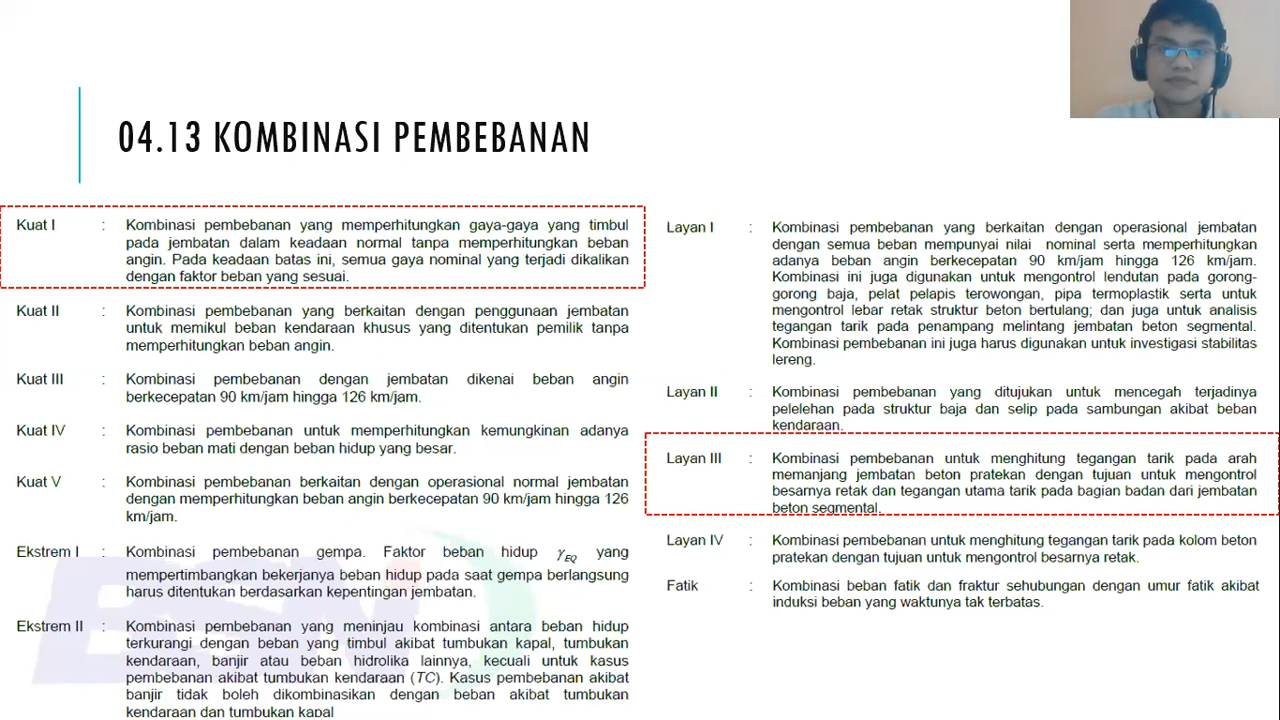 04.13 KOMBINASI PEMBEBANAN
Kuat I : Kombinasi pembebanan yang memperhitungkan gaya-gaya yang timbul
pada jembatan dalam keadaan normal tanpa memperhitungkan beban
angin. Pada keadaan batas ini, semua gaya nominal yang terjadi dikalikan
dengan faktor beban yang sesuai.
Kuat II : Kombinasi pembebanan yang berkaitan dengan penggunaan jembatan
untuk memikul beban kendaraan khusus yang ditentukan pemilik tanpa
memperhitungkan beban angin.
Kuat III : Kombinasi pembebanan dengan jembatan dikenai beban angin
berkecepatan 90 km/jam hingga 126 km/jam.
Kuat IV : Kombinasi pembebanan untuk memperhitungkan kemungkinan adanya
rasio beban mati dengan beban hidup yang besar.
Kuat V : Kombinasi pembebanan berkaitan dengan operasional normal jembatan
dengan memperhitungkan beban angin berkecepatan 90 km/jam hingga 126
km/jam.
Ekstrem I : Kombinasi pembebanan gempa. Faktor beban hidup γEQ yang
mempertimbangkan bekerjanya beban hidup pada saat gempa berlangsung
harus ditentukan berdasarkan kepentingan jembatan.
Ekstrem II : Kombinasi pembebanan yang meninjau kombinasi antara beban hidup
terkurangi dengan beban yang timbul akibat tumbukan kapal, tumbukan
kendaraan, banjir atau beban hidrolika lainnya, kecuali untuk kasus
pembebanan akibat tumbukan kendaraan (TC). Kasus pembebanan akibat
banjir tidak boleh dikombinasikan dengan beban akibat tumbukan
kendaraan dan tumbukan kapal
Layan I : Kombinasi pembebanan yang berkaitan dengan operasional jembatan
dengan semua beban mempunyai nilai nominal serta memperhitungkan
adanya beban angin berkecepatan 90 km/jam hingga 126 km/jam.
Kombinasi ini juga digunakan untuk mengontrol lendutan pada gorong-
gorong baja, pelat pelapis terowongan, pipa termoplastik serta untuk
mengontrol lebar retak struktur beton bertulang; dan juga untuk analisis
tegangan tarik pada penampang melintang jembatan beton segmental.
Kombinasi pembebanan ini juga harus digunakan untuk investigasi stabilitas
lereng.
Layan II : Kombinasi pembebanan yang ditujukan untuk mencegah terjadinya
pelelehan pada struktur baja dan selip pada sambungan akibat beban
kendaraan.
Layan III : Kombinasi pembebanan untuk menghitung tegangan tarik pada arah
memanjang jembatan beton pratekan dengan tujuan untuk mengontrol
besarnya retak dan tegangan utama tarik pada bagian badan dari jembatan
beton segmental.
Layan IV : Kombinasi pembebanan untuk menghitung tegangan tarik pada kolom beton
pratekan dengan tujuan untuk mengontrol besarnya retak.
Fatik : Kombinasi beban fatik dan fraktur sehubungan dengan umur fatik akibat
induksi beban yang waktunya tak terbatas.
BSN